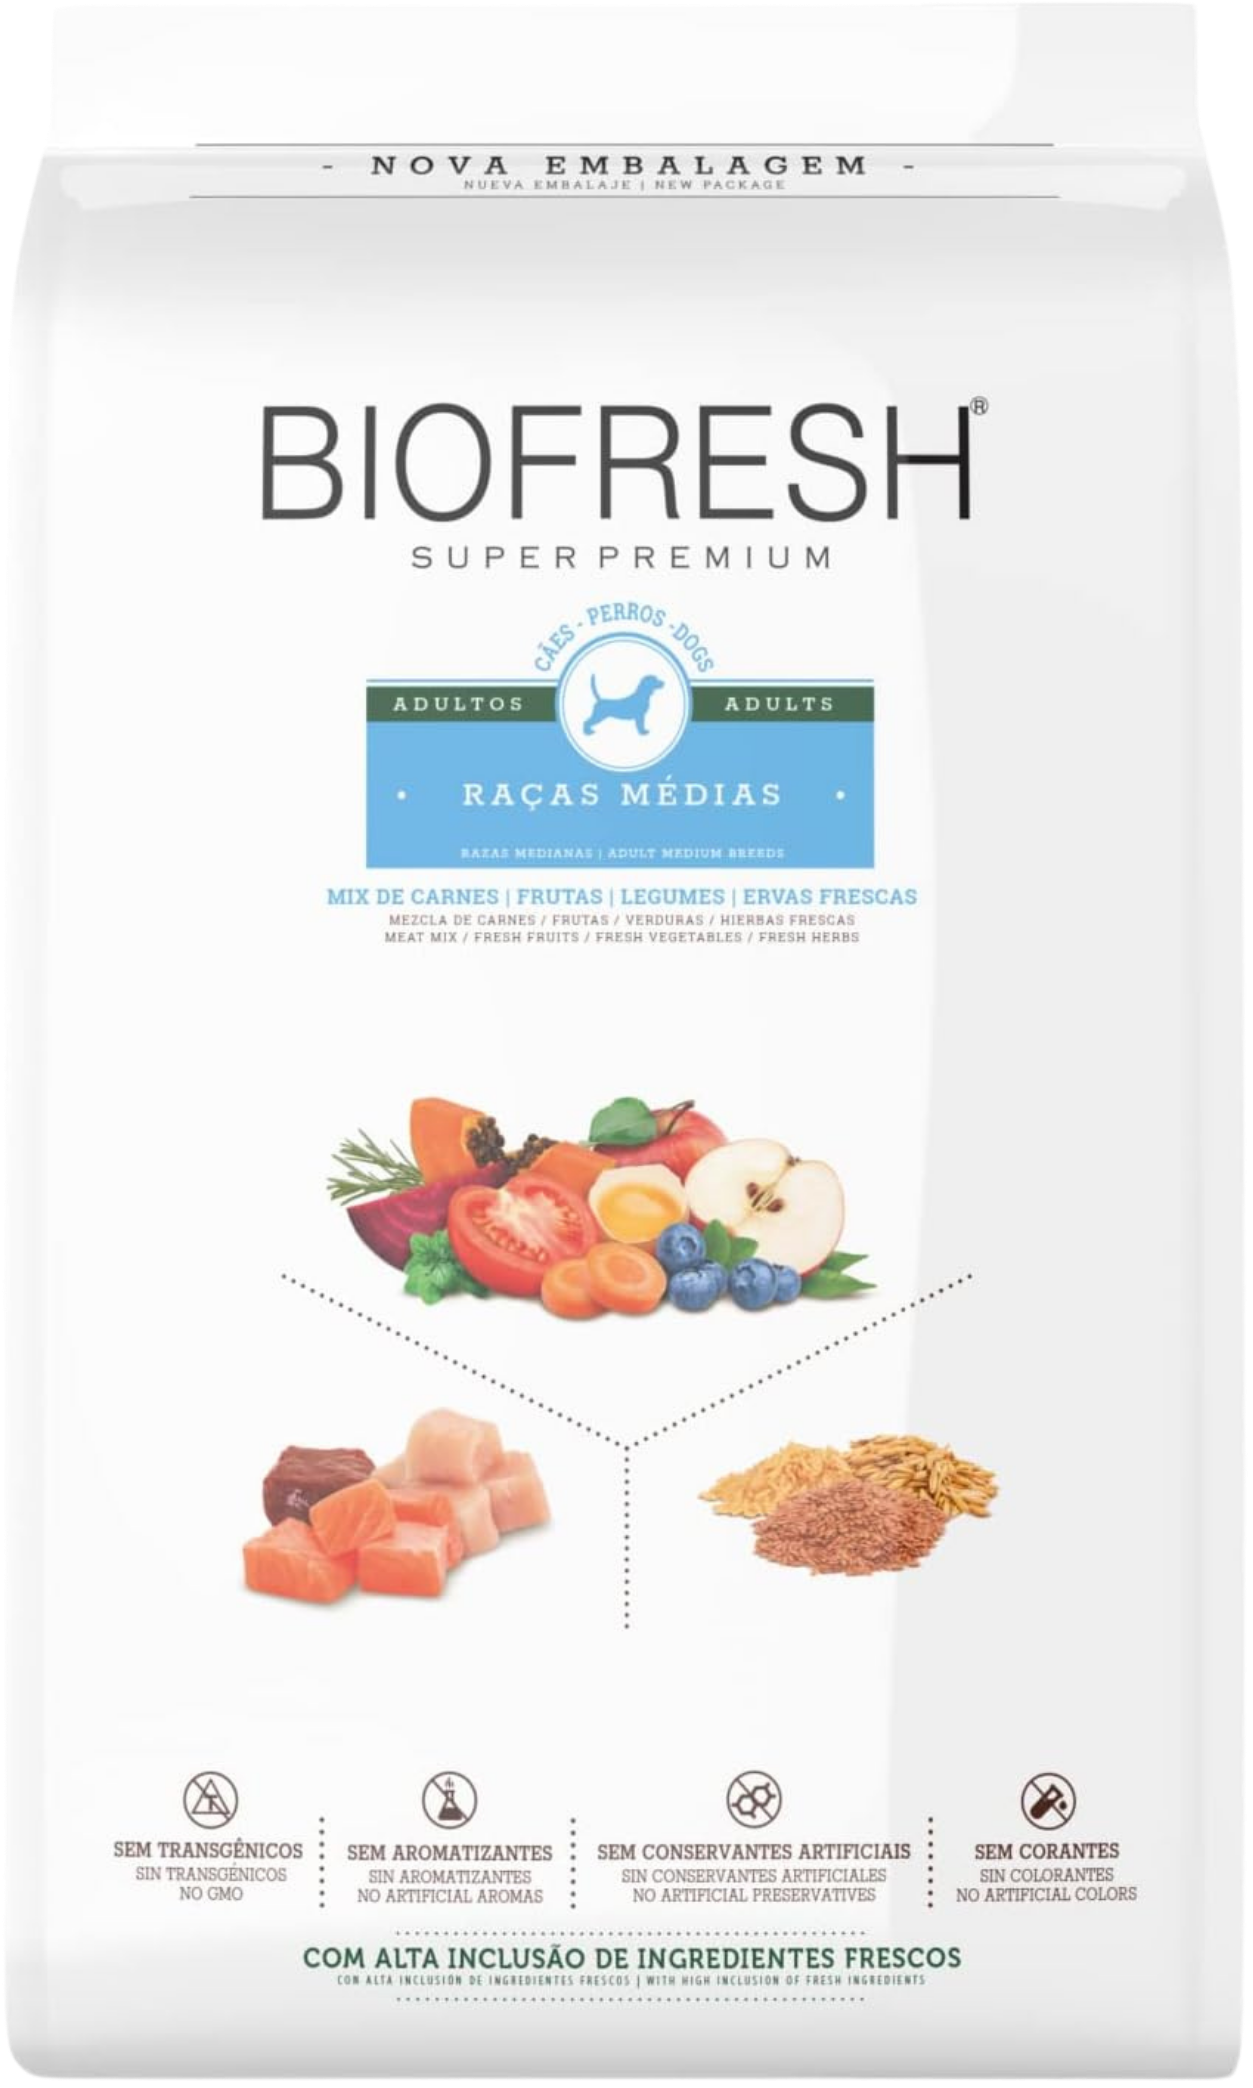 - NOVA EMBALAGEM -
NUEVA EMBALAJE | NEW PACKAGE
BIOFRESH®
SUPER PREMIUM
CÃES - PERROS - DOGS
ADULTOS ADULTS
• RAÇAS MÉDIAS •
RAZAS MEDIANAS | ADULT MEDIUM BREEDS
MIX DE CARNES | FRUTAS | LEGUMES | ERVAS FRESCAS
MEZCLA DE CARNES / FRUTAS / VERDURAS / HIERBAS FRESCAS
MEAT MIX / FRESH FRUITS / FRESH VEGETABLES / FRESH HERBS
T
SEM TRANSGÊNICOS
SIN TRANSGÉNICOS
NO GMO
SEM AROMATIZANTES
SIN AROMATIZANTES
NO ARTIFICIAL AROMAS
SEM CONSERVANTES ARTIFICIAIS
SIN CONSERVANTES ARTIFICIALES
NO ARTIFICIAL PRESERVATIVES
SEM CORANTES
SIN COLORANTES
NO ARTIFICIAL COLORS
COM ALTA INCLUSÃO DE INGREDIENTES FRESCOS
CON ALTA INCLUSIÓN DE INGREDIENTES FRESCOS | WITH HIGH INCLUSION OF FRESH INGREDIENTS